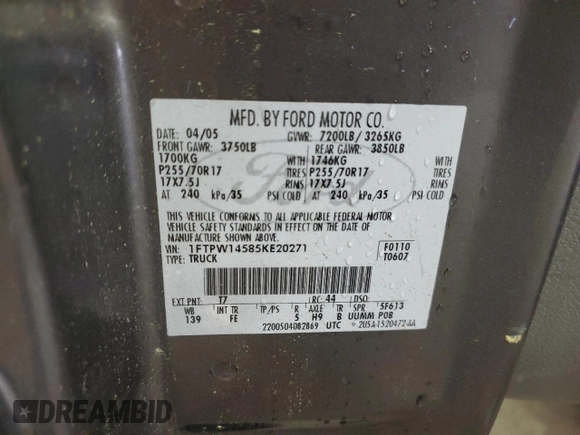 MFD. BY FORD MOTOR CO.
04/05 GVWR: 7200LB/ 3265KG
FRONT GAWR: 3750LB REAR GAWR: 3850LB
1700KG WITH 1746KG WITH
P255/70R17 TIRES P255/70R17 TIRES
17X7.5J RIMS 17X7.5J RIMS
AT 240 kPa/35 PSI COLD AT 240 kPa/35 PSI COLD
Ford
THIS VEHICLE CONFORMS TO ALL APPLICABLE FEDERAL MOTOR
VEHICLE SAFETY STANDARDS IN EFFECT ON THE DATE OF
MANUFACTURE SHOWN ABOVE.
VIN: 1FTPW14585KE20271 F0110
TYPE: TRUCK T0607
EXT PNT: T7 RC: 44 DSO:
WB INT TR TP/PS R AXLE TR SPR 5F613
139 FE 5 H9 B UUMM POB
2200504082869 UTC 2U5A-1520472-AA
DREAMBID